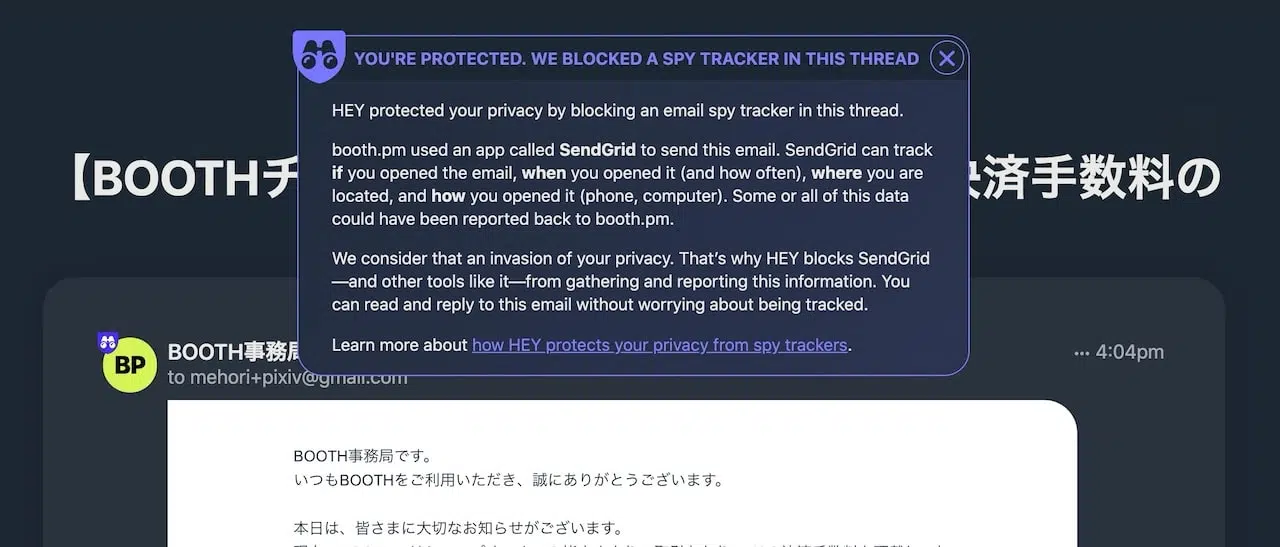 YOU'RE PROTECTED. WE BLOCKED A SPY TRACKER IN THIS THREAD
HEY protected your privacy by blocking an email spy tracker in this thread.
booth.pm used an app called SendGrid to send this email. SendGrid can track
if you opened the email, when you opened it (and how often), where you are
located, and how you opened it (phone, computer). Some or all of this data
could have been reported back to booth.pm.
We consider that an invasion of your privacy. That’s why HEY blocks SendGrid
—and other tools like it—from gathering and reporting this information. You
can read and reply to this email without worrying about being tracked.
Learn more about how HEY protects your privacy from spy trackers.
【BOOTHチ 決済手数料の
BP
BOOTH事務局 4:04pm
to mehori+pixiv@gmail.com
BOOTH事務局です。
いつもBOOTHをご利用いただき、誠にありがとうございます。
本日は、皆さまに大切なお知らせがございます。